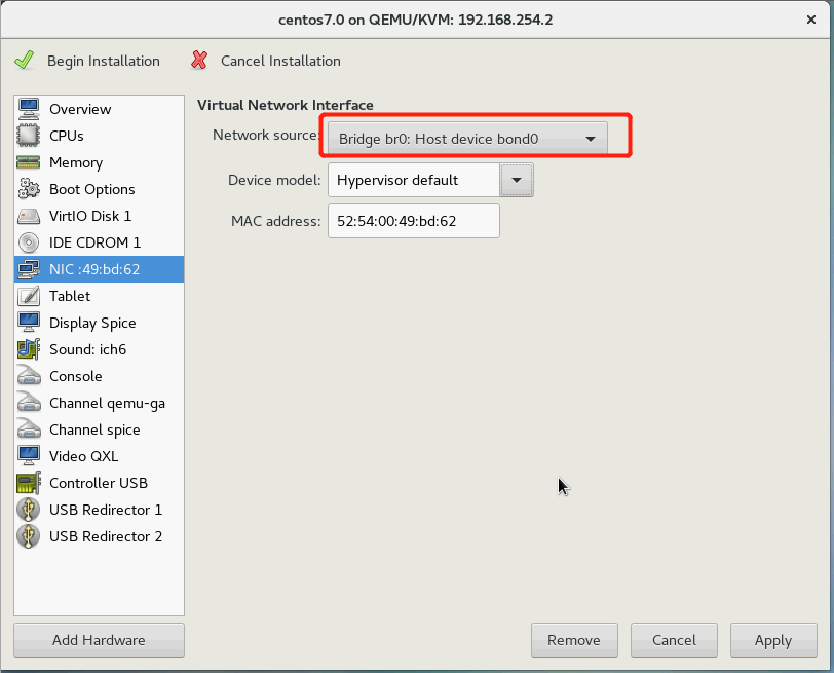 centos7.0 on QEMU/KVM: 192.168.254.2
Begin Installation
Cancel Installation
Overview
CPUs
Memory
Boot Options
VirtIO Disk 1
IDE CDROM 1
NIC :49:bd:62
Tablet
Display Spice
Sound: ich6
Console
Channel qemu-ga
Channel spice
Video QXL
Controller USB
USB Redirector 1
USB Redirector 2
Add Hardware
Virtual Network Interface
Network source: Bridge br0: Host device bond0
Device model: Hypervisor default
MAC address: 52:54:00:49:bd:62
Remove
Cancel
Apply